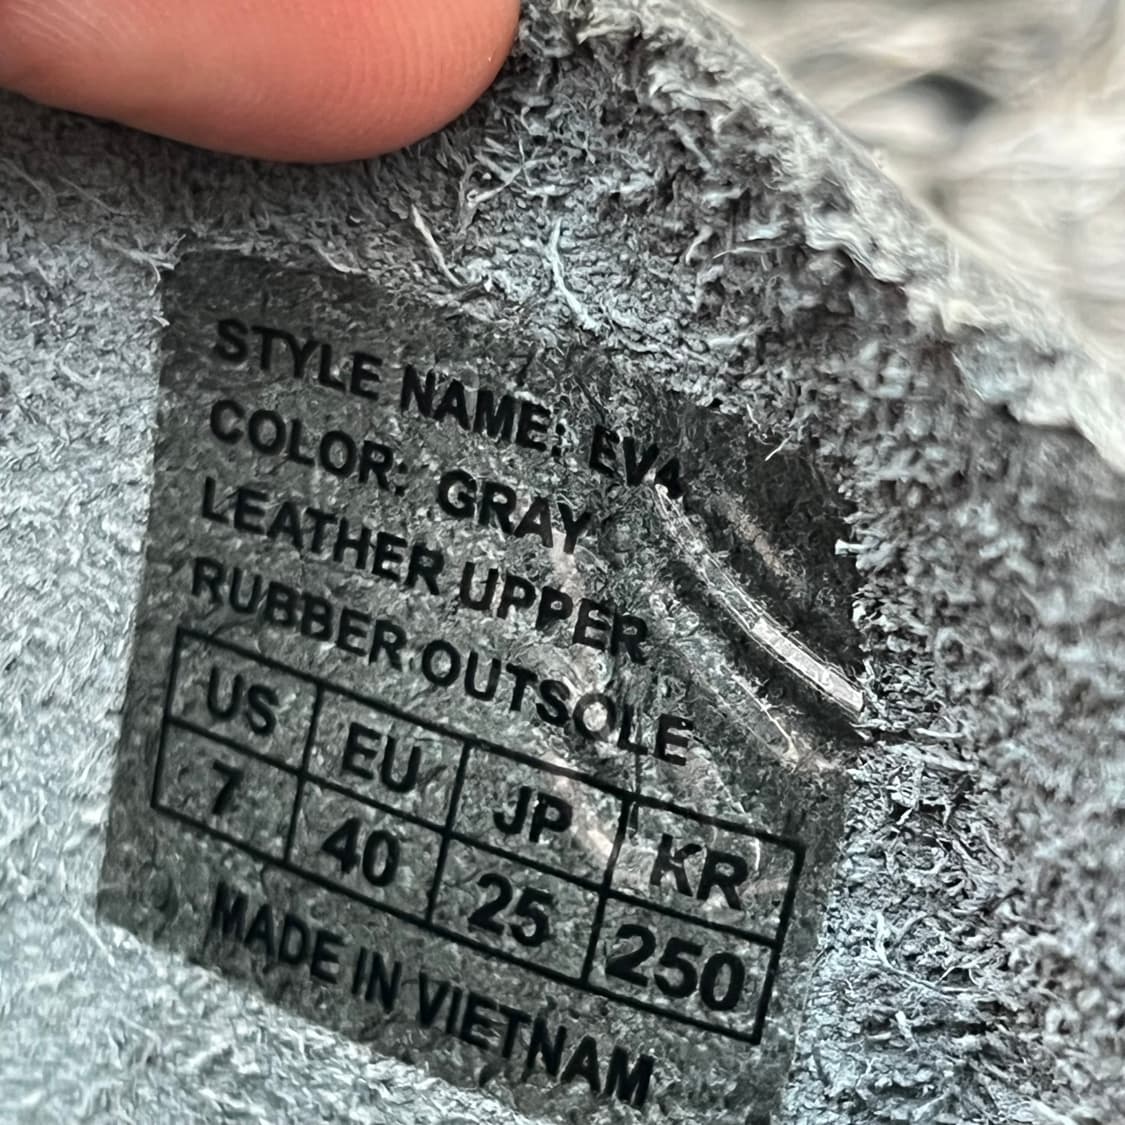 STYLE NAME: EVA
COLOR: GRAY
LEATHER UPPER
RUBBER OUTSOLE
US EU JP KR
7 40 25 250
MADE IN VIETNAM